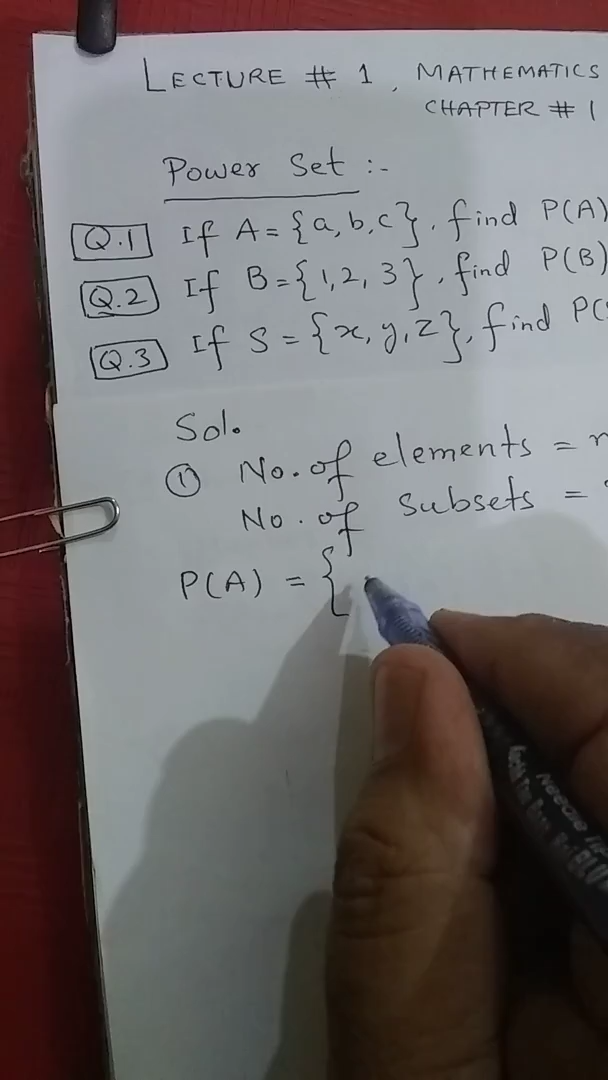 LECTURE # 1, MATHEMATICS
CHAPTER # 1
Power Set :-
Q.1 If A = {a, b, c}, find P(A)
Q.2 If B = {1, 2, 3}, find P(B)
Q.3 If S = {x, y, z}, find P(
Sol.
① No. of elements =
No. of subsets =
P(A) = {